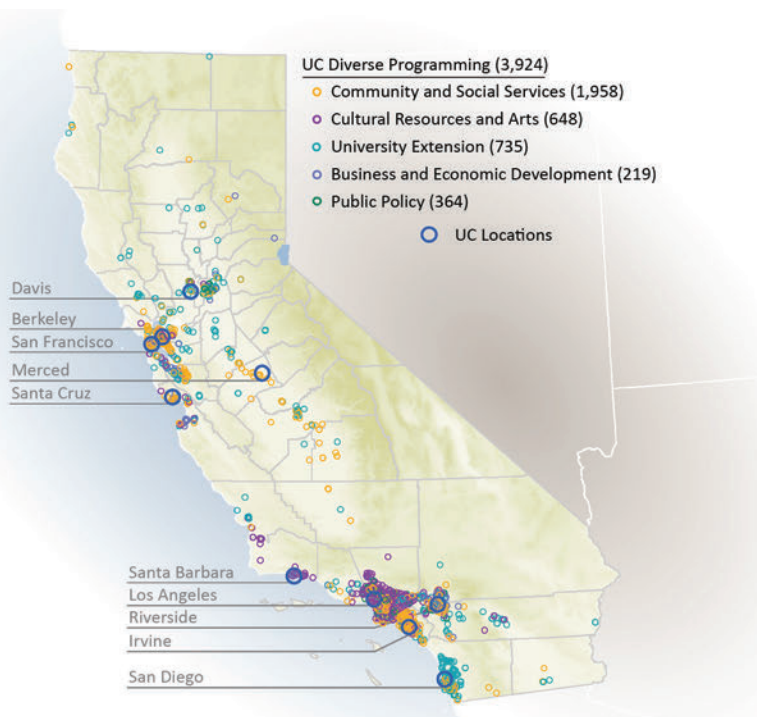 UC Diverse Programming (3,924)
Community and Social Services (1,958)
Cultural Resources and Arts (648)
University Extension (735)
Business and Economic Development (219)
Public Policy (364)
UC Locations
Davis
Berkeley
San Francisco
Merced
Santa Cruz
Santa Barbara
Los Angeles
Riverside
Irvine
San Diego